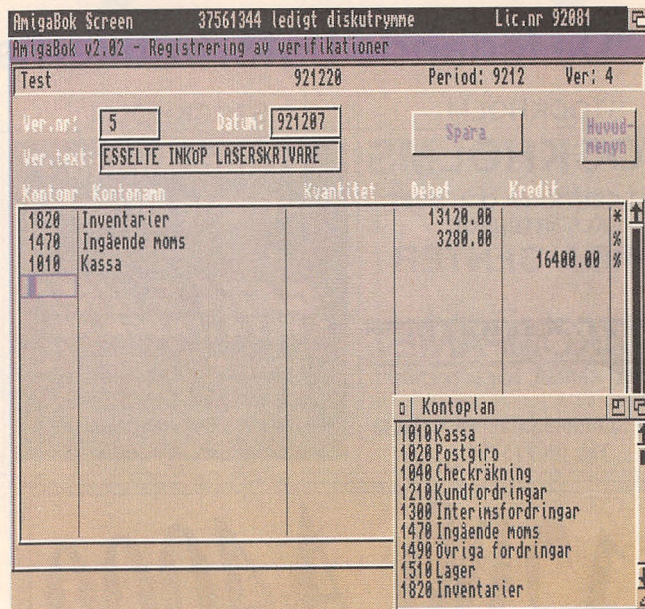 AmigaBok Screen 37561344 ledigt diskutrymme Lic.nr 92081
AmigaBok v2.02 - Registrering av verifikationer
Test 921220 Period: 9212 Ver: 4
Ver.nr: 5 Datum: 921207 Spara Huvud-
menyn
Ver.text: ESSELTE INKÖP LASERSKRIVARE
Kontonr Kontonamn Kvantitet Debet Kredit
1820 Inventarier 13120.00 *
1470 Ingående moms 3280.00 %
1010 Kassa 16400.00 %
Kontoplan
1010 Kassa
1020 Postgiro
1040 Checkräkning
1210 Kundfordringar
1300 Interimsfordringar
1470 Ingående moms
1490 övriga fordringar
1510 Lager
1820 Inventarier